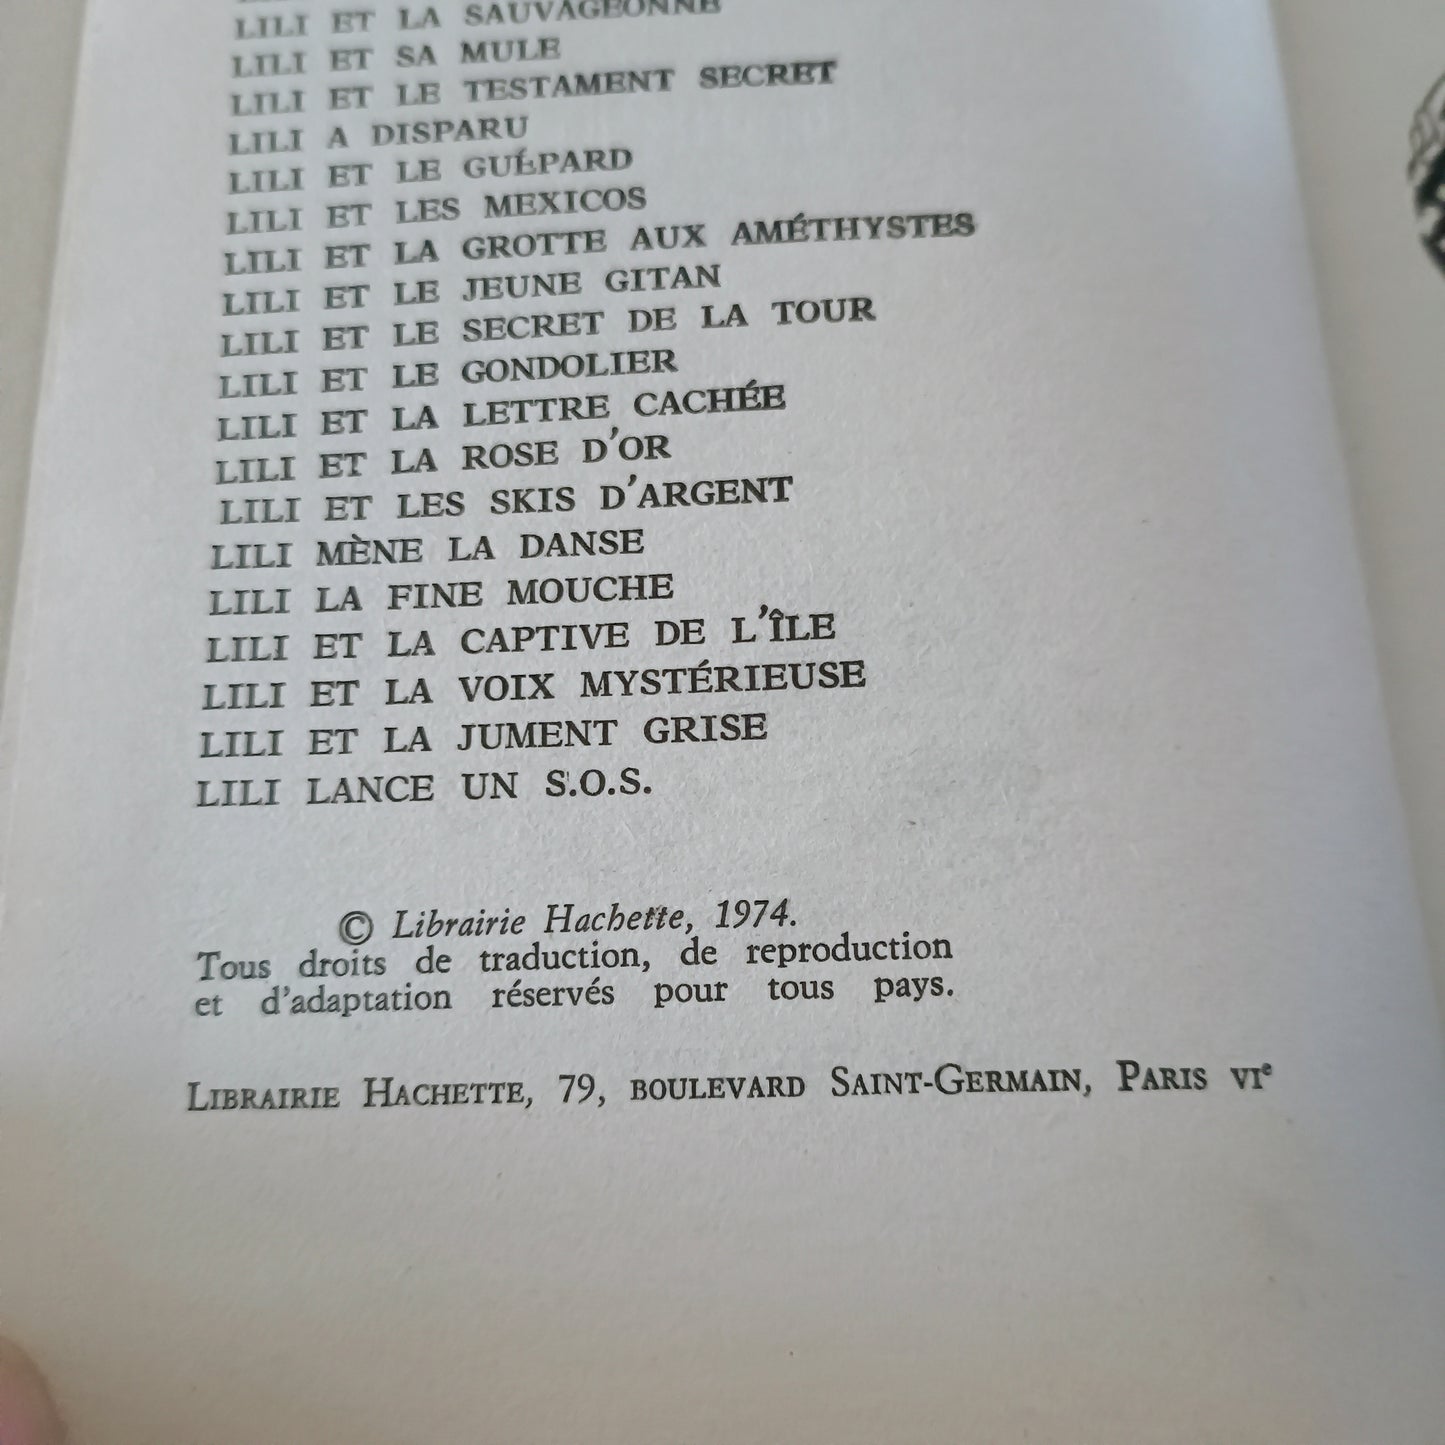 LILI ET LA SAUVAGEONNE
LILI ET SA MULE
LILI ET LE TESTAMENT SECRET
LILI A DISPARU
LILI ET LE GUÉPARD
LILI ET LES MEXICOS
LILI ET LA GROTTE AUX AMÉTHYSTES
LILI ET LE JEUNE GITAN
LILI ET LE SECRET DE LA TOUR
LILI ET LE GONDOLIER
LILI ET LA LETTRE CACHÉE
LILI ET LA ROSE D'OR
LILI ET LES SKIS D'ARGENT
LILI MÈNE LA DANSE
LILI LA FINE MOUCHE
LILI ET LA CAPTIVE DE L'ÎLE
LILI ET LA VOIX MYSTÉRIEUSE
LILI ET LA JUMENT GRISE
LILI LANCE UN S.O.S.
© Librairie Hachette, 1974.
Tous droits de traduction, de reproduction
et d'adaptation réservés pour tous pays.
LIBRAIRIE HACHETTE, 79, BOULEVARD SAINT-GERMAIN, PARIS VIe